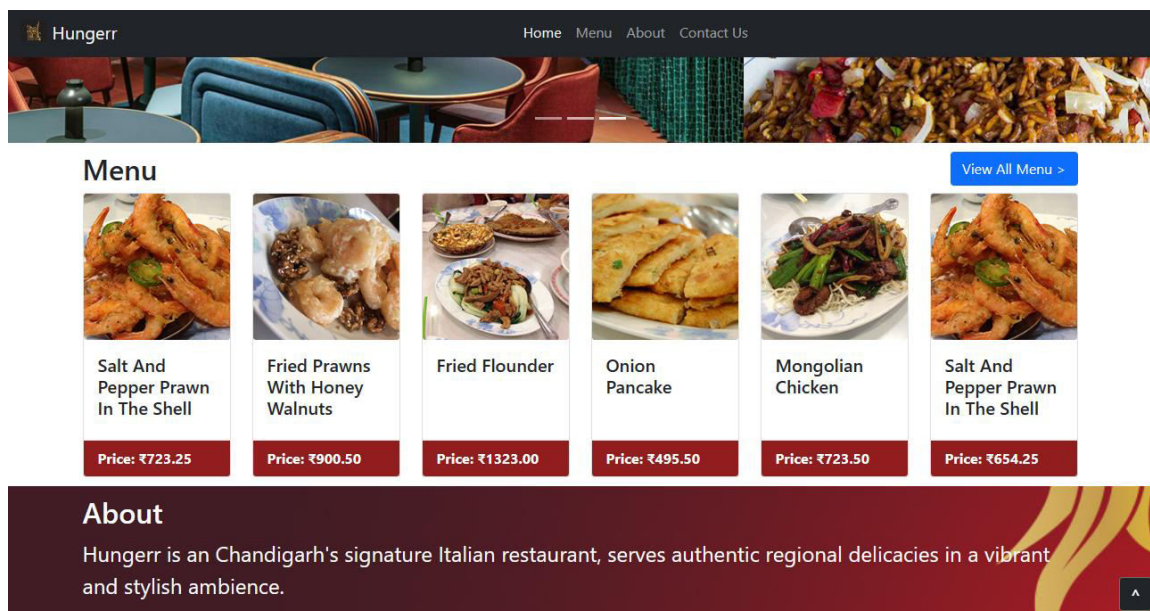 Hungerr
Home Menu About Contact Us
Menu
View All Menu >
Salt And
Pepper Prawn
In The Shell
Price: ₹723.25
Fried Prawns
With Honey
Walnuts
Price: ₹900.50
Fried Flounder
Price: ₹1323.00
Onion
Pancake
Price: ₹495.50
Mongolian
Chicken
Price: ₹723.50
Salt And
Pepper Prawn
In The Shell
Price: ₹654.25
About
Hungerr is an Chandigarh's signature Italian restaurant, serves authentic regional delicacies in a vibrant
and stylish ambience.
^